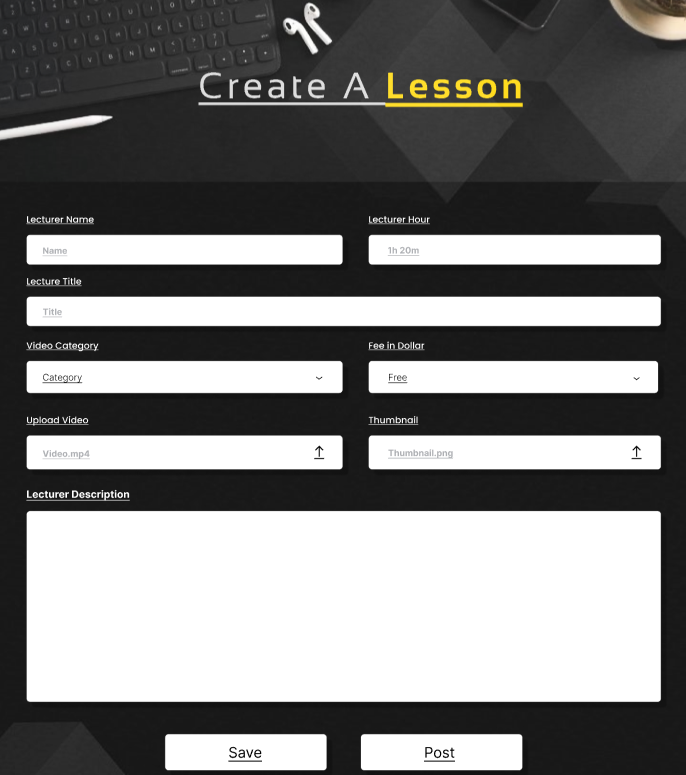 Create A Lesson
Lecturer Name
Lecturer Hour
Name
1h 20m
Lecture Title
Title
Video Category
Fee in Dollar
Category
Free
Upload Video
Thumbnail
Video.mp4
Thumbnail.png
Lecturer Description
Save
Post